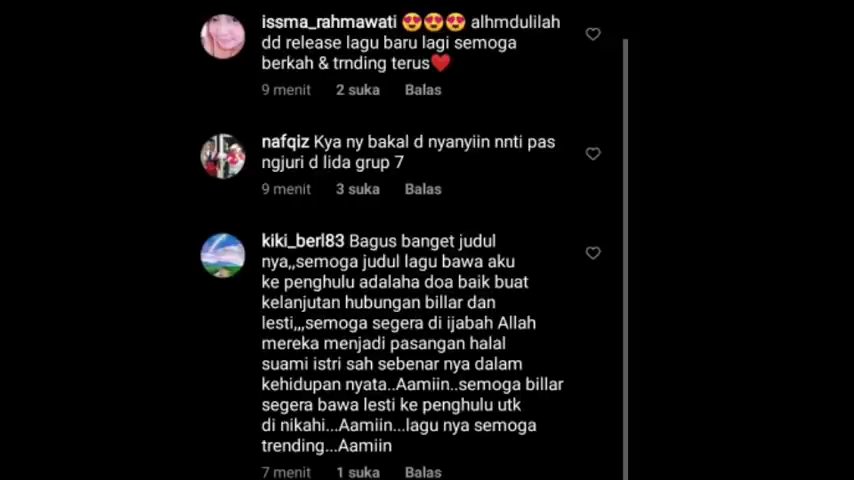 issma_rahmawati 😍😍😍 alhmdulilah
dd release lagu baru lagi semoga
berkah & trnding terus❤️
9 menit 2 suka Balas
nafqiz Kya ny bakal d nyanyiin nnti pas
ngjuri d lida grup 7
9 menit 3 suka Balas
kiki_berl83 Bagus banget judul
nya,,semoga judul lagu bawa aku
ke penghulu adalaha doa baik buat
kelanjutan hubungan billar dan
lesti,,,semoga segera di ijabah Allah
mereka menjadi pasangan halal
suami istri sah sebenar nya dalam
kehidupan nyata..Aamiin..semoga billar
segera bawa lesti ke penghulu utk
di nikahi...Aamiin...lagu nya semoga
trending...Aamiin
7 menit 1 suka Balas